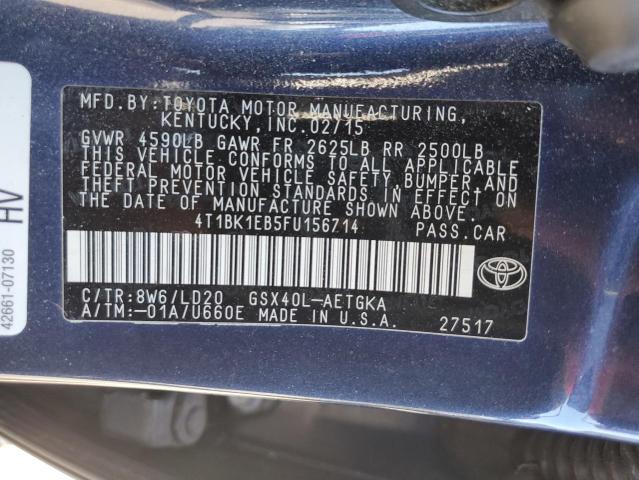 MFD.BY:TOYOTA MOTOR MANUFACTURING,
KENTUCKY, INC. 02/15
GVWR 4590LB GAWR FR 2625LB RR 2500LB
THIS VEHICLE CONFORMS TO ALL APPLICABLE
FEDERAL MOTOR VEHICLE SAFETY, BUMPER, AND
THEFT PREVENTION STANDARDS IN EFFECT ON
THE DATE OF MANUFACTURE SHOWN ABOVE.
4T1BK1EB5FU156714 PASS.CAR
C/TR:8W6/LD20 GSX40L-AETGKA
A/TM:-01A/U660E MADE IN U.S.A. 27517
42661-07130 HV